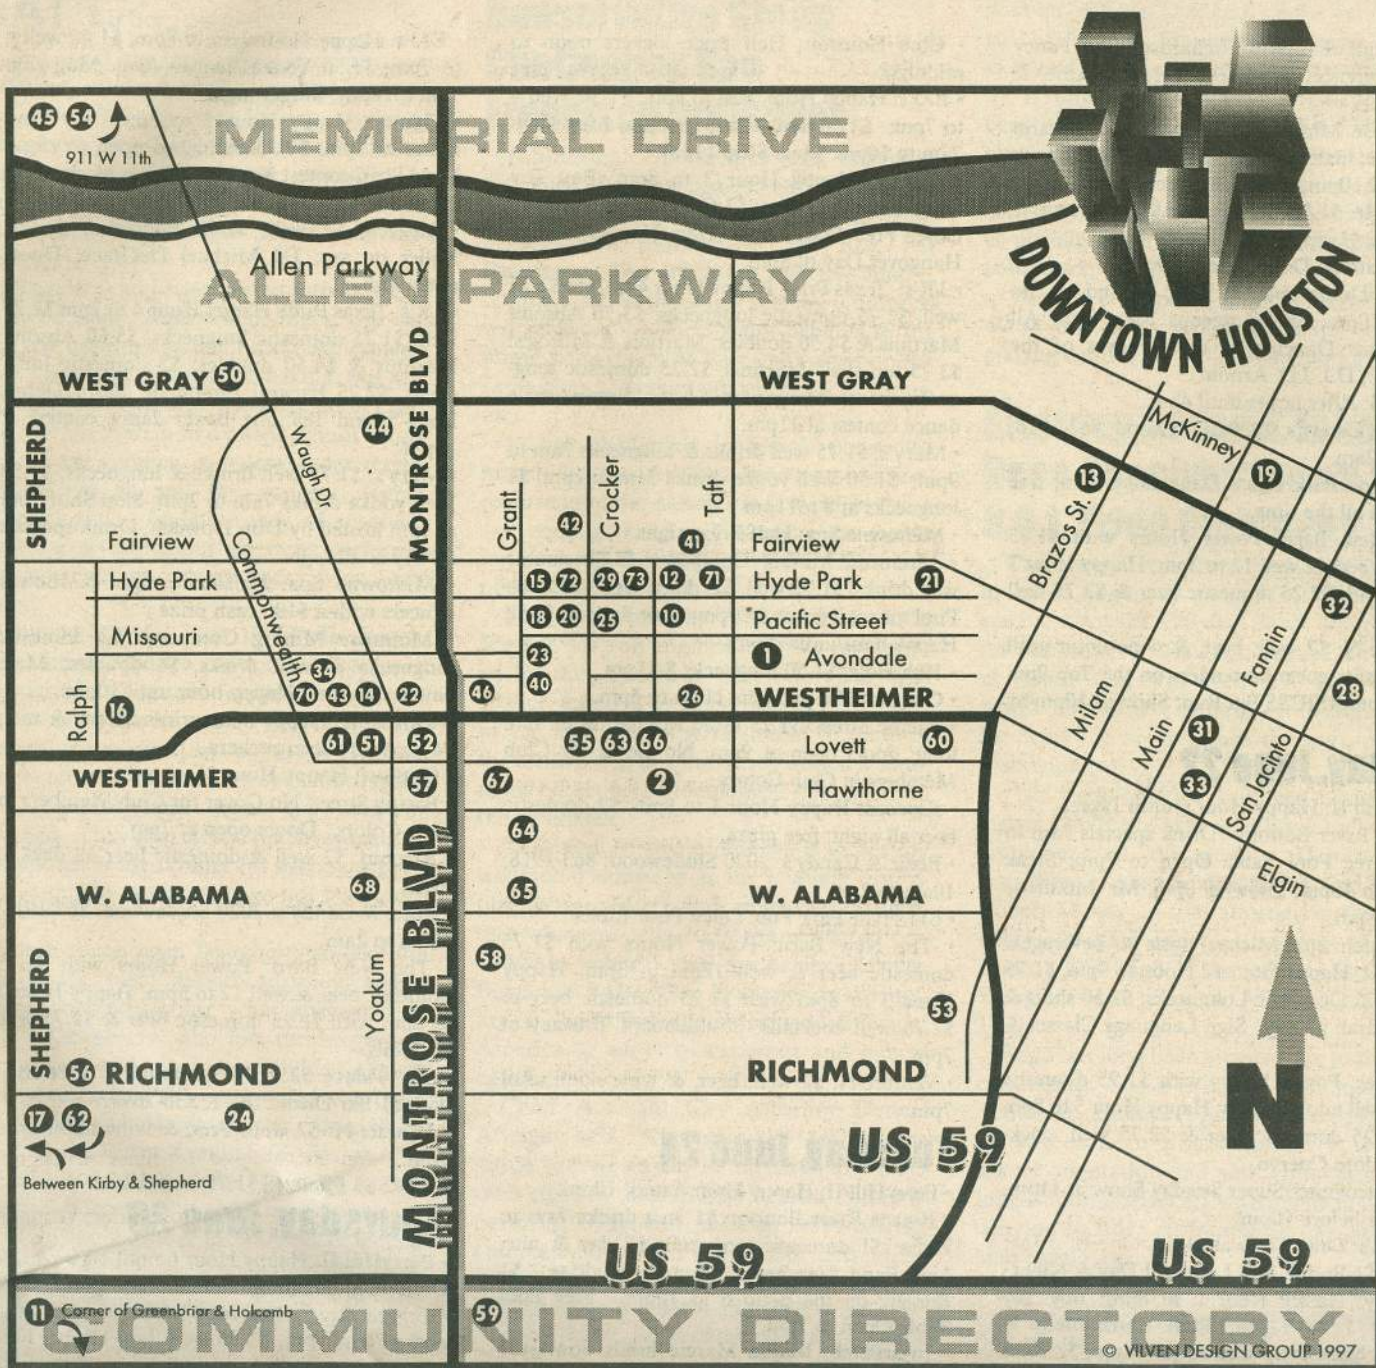 45 54
911 W 11th
MEMORIAL DRIVE
Allen Parkway
ALLEN PARKWAY
DOWNTOWN HOUSTON
WEST GRAY 50
WEST GRAY
SHEPHERD
44
MONTROSE BLVD
Waugh Dr
Commonwealth
McKinney
19
13
Brazos St.
Grant
42
Crocker
Taft
41
Fairview
Fairview
Hyde Park
15 72 29 73 12 71
Hyde Park
21
32
Missouri
18 20 25 10
Pacific Street
Fannin
34
23
1 Avondale
Ralph
16
70 43 14 22
46
40
26
WESTHEIMER
Milam
Main
28
61 51 52
55 63 66
Lovett
60
31
San Jacinto
WESTHEIMER
57
67
2
Hawthorne
33
64
Elgin
W. ALABAMA
68
65
W. ALABAMA
MONTROSE BLVD
SHEPHERD
Yoakum
58
53
56 RICHMOND
RICHMOND
N
17 62
24
US 59
Between Kirby & Shepherd
US 59
US 59
11 Corner of Greenbriar & Holcomb
59
COMMUNITY DIRECTORY
© VILVEN DESIGN GROUP 1997